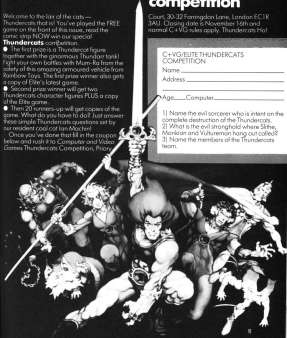 competition
Welcome to the lair of the cats —
Thundercats that is! You've played the FREE
game on the front of this issue, read the
comic strip NOW win our special
Thundercats competition.
● The first prize is a Thundercat figure
together with the ginormous Thundar tank!
Fight your own battles with Mum-Ra from the
safety of this amazing armoured vehicle from
Rainbow Toys. The first prize winner also gets
a copy of Elite's latest game.
● Second prize winner will get two
Thundercats character figures PLUS a copy
of the Elite game.
● Then 20 runners-up will get copies of the
game. What do you have to do? Just answer
these simple Thundercats questions set by
our resident cool cat Ian Machin!
Once you've done that fill in the coupon
below and rush it to Computer and Video
Games Thundercats Competition, Priory
Court, 30-32 Farringdon Lane, London EC1R
3AU. Closing date is November 16th and
normal C+VG rules apply. Thundercats Ho!
C+VG/ELITE THUNDERCATS
COMPETITION
Name
Address
Age Computer
1) Name the evil sorcerer who is intent on the
complete destruction of the Thundercats.
2) What is the evil stronghold where Slithe,
Monkian and Vultureman hang out called?
3) Name the members of the Thundercats
team.